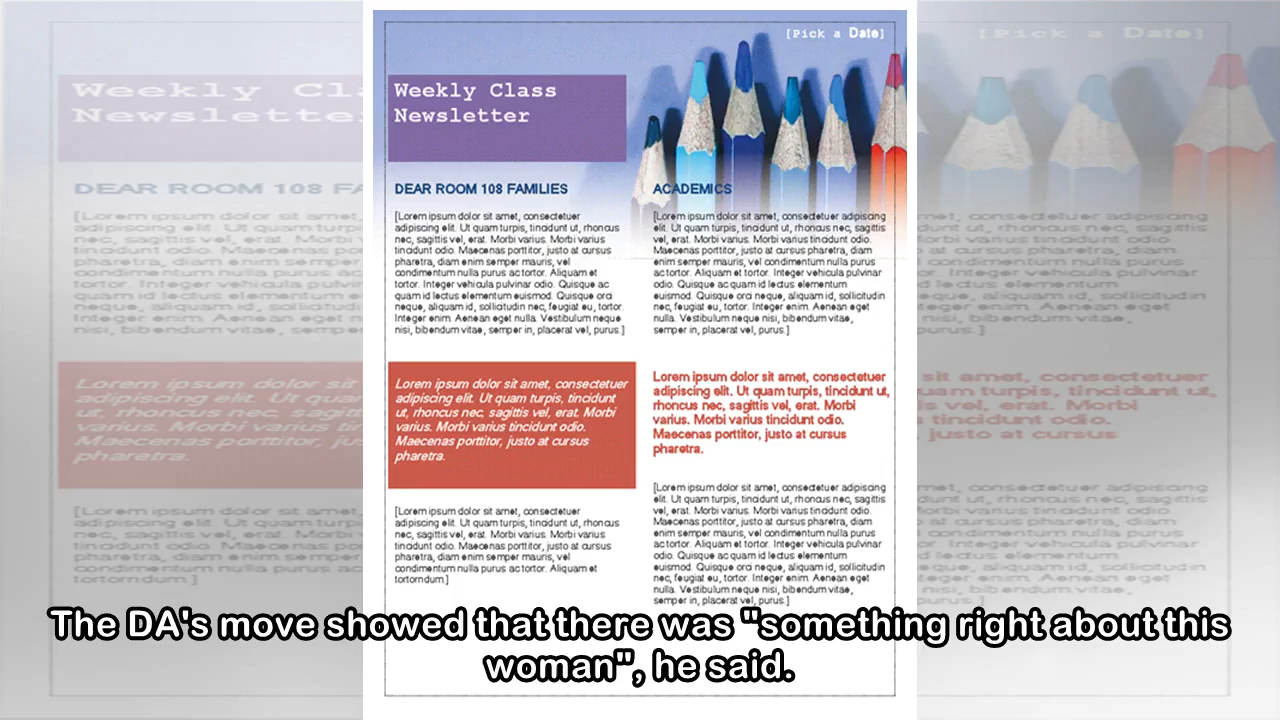 [Pick a Date]
Weekly Class
Newsletter
DEAR ROOM 108 FAMILIES
[Lorem ipsum dolor sit amet, consectetuer
adipiscing elit. Ut quam turpis, tincidunt ut, rhoncus
nec, sagittis vel, erat. Morbi varius. Morbi varius
tincidunt odio. Maecenas porttitor, justo at cursus
pharetra, diam enim semper mauris, vel
condimentum nulla purus ac tortor. Aliquam et
tortor. Integer vehicula pulvinar odio. Quisque ac
quam id lectus elementum euismod. Quisque orci
neque, aliquam id, sollicitudin nec, feugiat eu, tortor.
Integer enim. Aenean eget nulla. Vestibulum neque
nisi, bibendum vitae, semper in, placerat vel, purus.]
Lorem ipsum dolor sit amet, consectetuer
adipiscing elit. Ut quam turpis, tincidunt
ut, rhoncus nec, sagittis vel, erat. Morbi
varius. Morbi varius tincidunt odio.
Maecenas porttitor, justo at cursus
pharetra.
[Lorem ipsum dolor sit amet, consectetuer
adipiscing elit. Ut quam turpis, tincidunt ut, rhoncus
nec, sagittis vel, erat. Morbi varius. Morbi varius
tincidunt odio. Maecenas porttitor, justo at cursus
pharetra, diam enim semper mauris, vel
condimentum nulla purus ac tortor. Aliquam et
tortorndum.]
ACADEMICS
[Lorem ipsum dolor sit amet, consectetuer adipiscing
elit. Ut quam turpis, tincidunt ut, rhoncus nec, sagittis
vel, erat. Morbi varius. Morbi varius tincidunt odio.
Maecenas porttitor, justo at cursus pharetra, diam
enim semper mauris, vel condimentum nulla purus
ac tortor. Aliquam et tortor. Integer vehicula pulvinar
odio. Quisque ac quam id lectus elementum
euismod. Quisque orci neque, aliquam id, sollicitudin
nec, feugiat eu, tortor. Integer enim. Aenean eget
nulla. Vestibulum neque nisi, bibendum vitae,
semper in, placerat vel, purus.]
Lorem ipsum dolor sit amet, consectetuer
adipiscing elit. Ut quam turpis, tincidunt ut,
rhoncus nec, sagittis vel, erat. Morbi
varius. Morbi varius tincidunt odio.
Maecenas porttitor, justo at cursus
pharetra.
[Lorem ipsum dolor sit amet, consectetuer adipiscing
elit. Ut quam turpis, tincidunt ut, rhoncus nec, sagittis
vel, erat. Morbi varius. Morbi varius tincidunt odio.
Maecenas porttitor, justo at cursus pharetra, diam
enim semper mauris, vel condimentum nulla purus
ac tortor. Aliquam et tortor. Integer vehicula pulvinar
odio. Quisque ac quam id lectus elementum
euismod. Quisque orci neque, aliquam id, sollicitudin
nec, feugiat eu, tortor. Integer enim. Aenean eget
nulla. Vestibulum neque nisi, bibendum vitae,
semper in, placerat vel, purus.]
The DA's move showed that there was "something right about this
woman", he said.